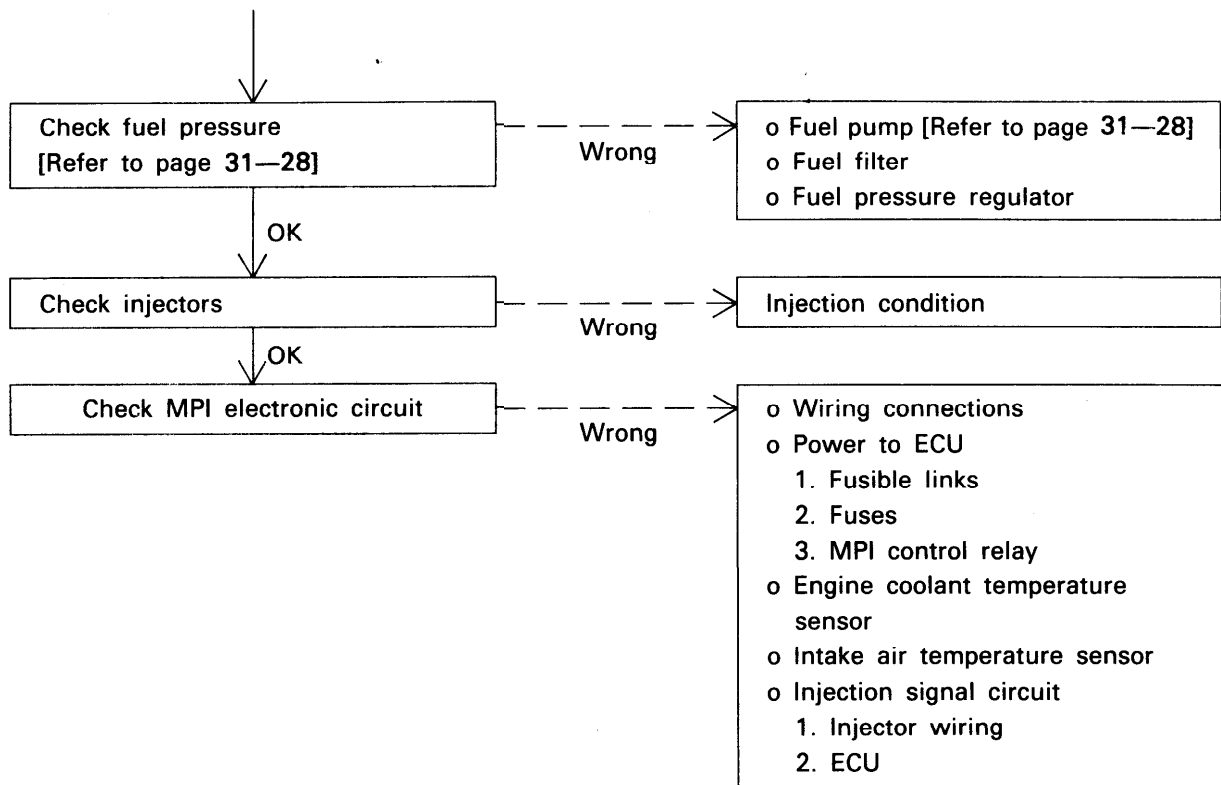 Check fuel pressure
[Refer to page 31—28]
Wrong
o Fuel pump [Refer to page 31—28]
o Fuel filter
o Fuel pressure regulator
OK
Check injectors
Wrong
Injection condition
OK
Check MPI electronic circuit
Wrong
o Wiring connections
o Power to ECU
1. Fusible links
2. Fuses
3. MPI control relay
o Engine coolant temperature
sensor
o Intake air temperature sensor
o Injection signal circuit
1. Injector wiring
2. ECU